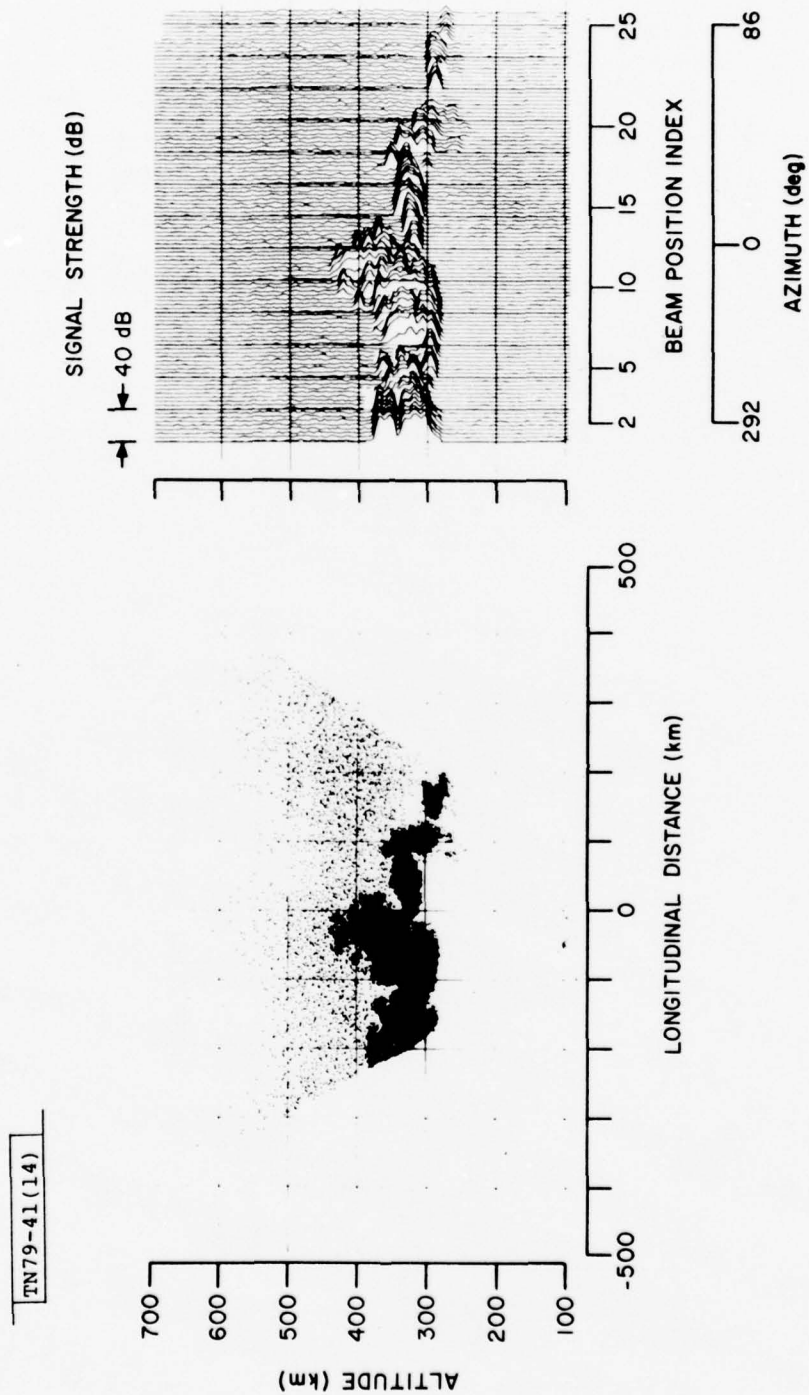 TN79-41(14)
SIGNAL STRENGTH (dB)
40 dB
ALTITUDE (km)
700
600
500
400
300
200
100
-500
0
500
LONGITUDINAL DISTANCE (km)
2
5
10
15
20
25
BEAM POSITION INDEX
292
0
86
AZIMUTH (deg)